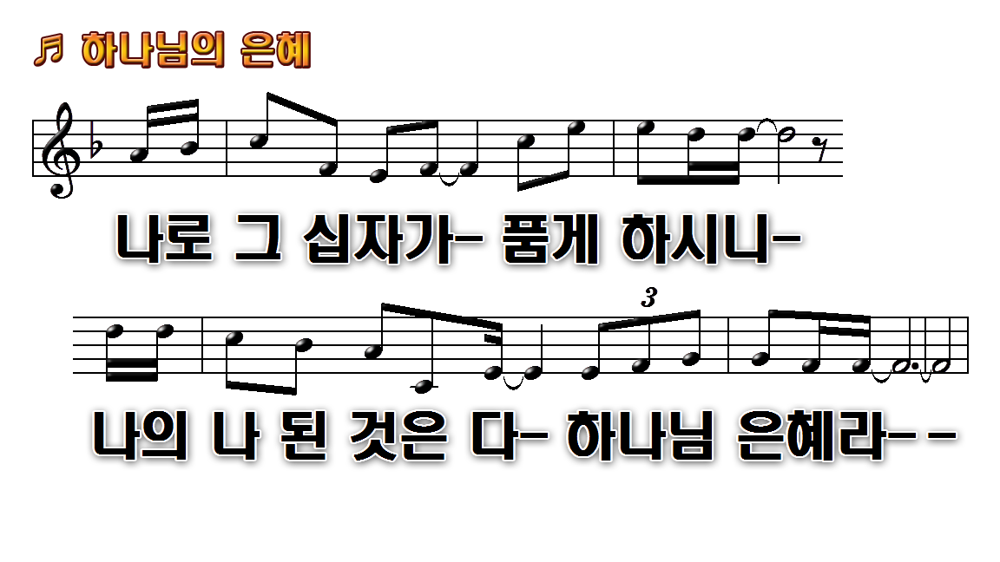 ♬ 하나님의 은혜
나로 그 십자가- 품게 하시니-
3
나의 나 된 것은 다- 하나님 은혜라- -